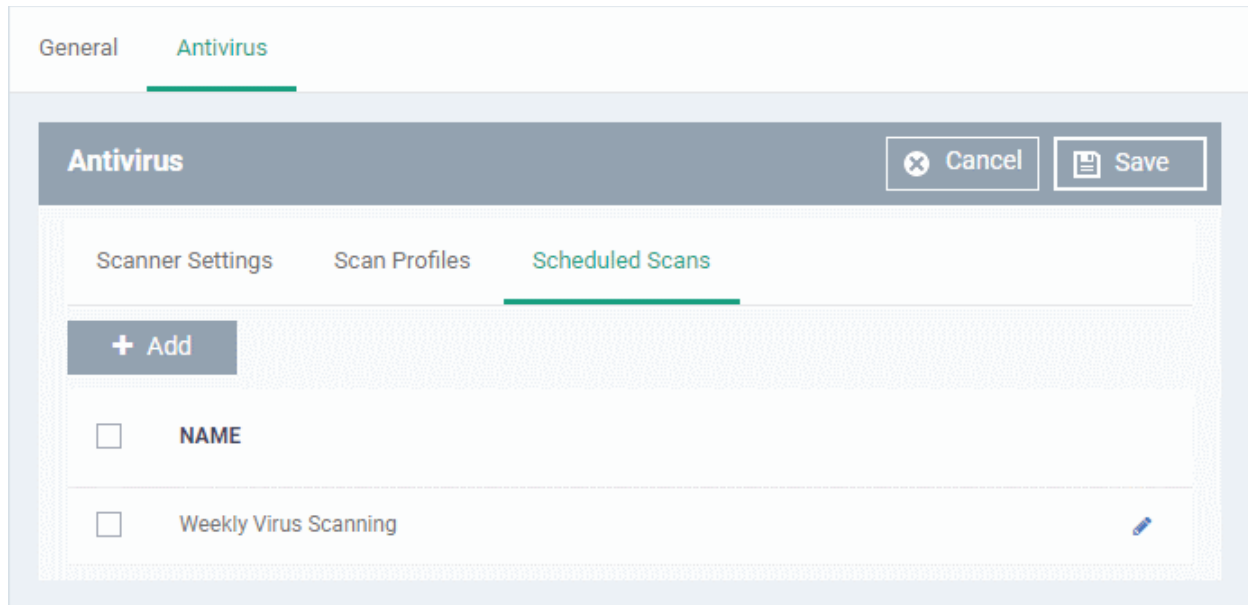 General Antivirus
Antivirus Cancel Save
Scanner Settings Scan Profiles Scheduled Scans
+ Add
NAME
Weekly Virus Scanning